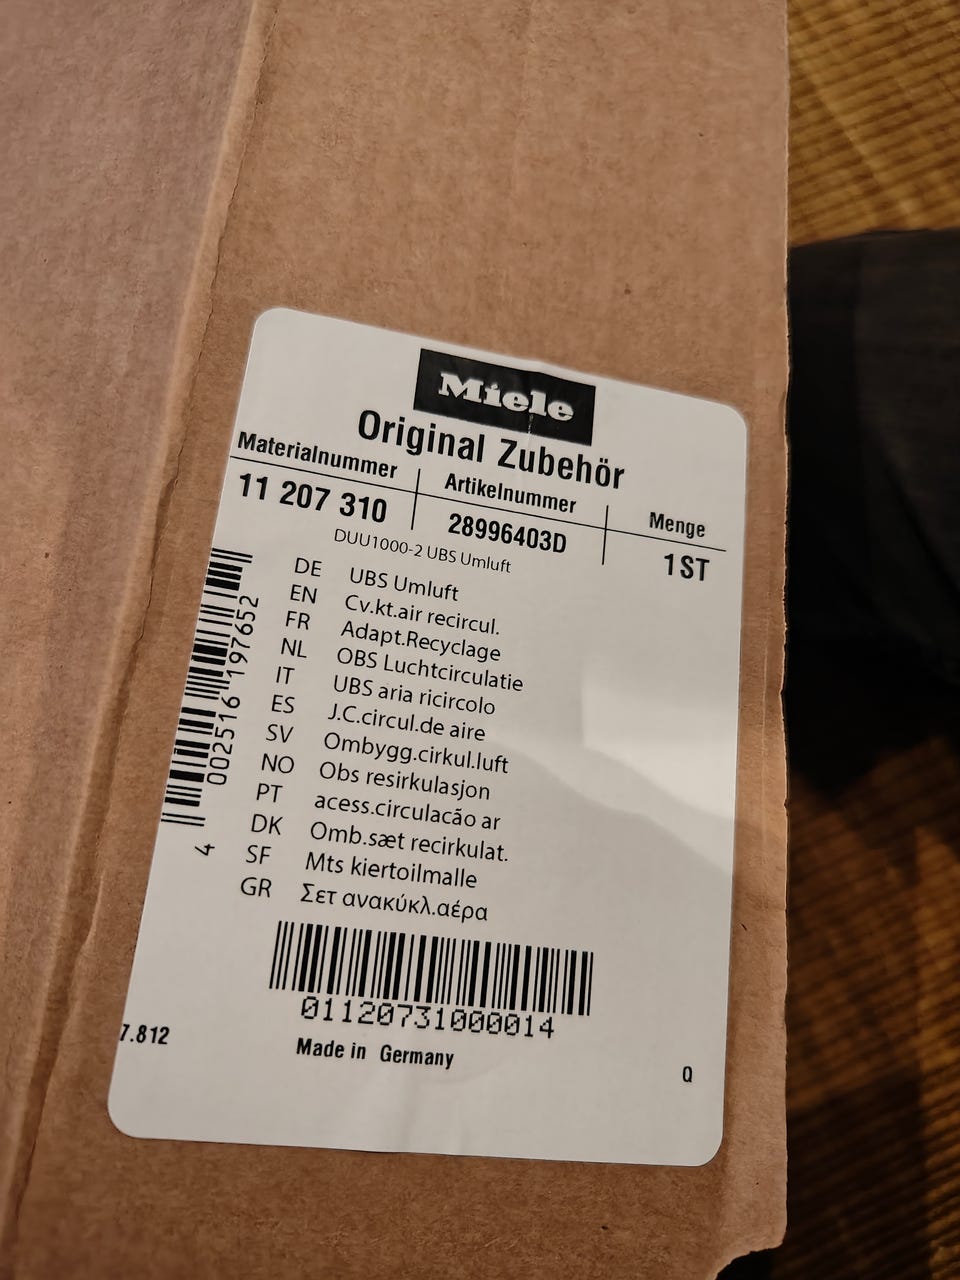 Miele
Original Zubehör
Materialnummer Artikelnummer Menge
11 207 310 28996403D 1 ST
DUU1000-2 UBS Umluft
DE UBS Umluft
EN Cv.kt.air recircul.
FR Adapt.Recyclage
NL OBS Luchtcirculatie
IT UBS aria ricircolo
ES J.C.circul.de aire
SV Ombygg.cirkul.luft
NO Obs resirkulasjon
PT acess.circulacão ar
DK Omb.sæt recirkulat.
SF Mts kiertoilmalle
GR Σετ ανακύκλ.αέρα
4 002516 197652
01120731000014
7.812 Made in Germany Q